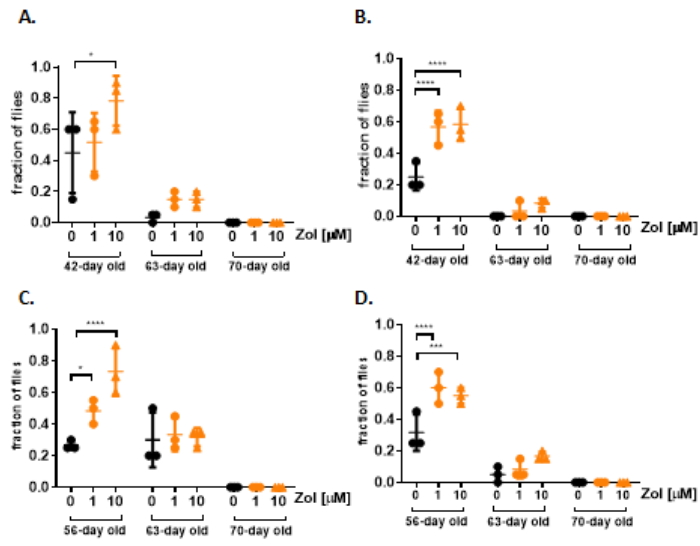 A.
*
1.0
0.8
0.6
0.4
0.2
0.0
fraction of flies
0 1 10 0 1 10 0 1 10 Zol [µM]
42-day old 63-day old 70-day old
B.
****
****
1.0
0.8
0.6
0.4
0.2
0.0
fraction of flies
0 1 10 0 1 10 0 1 10 Zol [µM]
42-day old 63-day old 70-day old
C.
****
*
1.0
0.8
0.6
0.4
0.2
0.0
fraction of flies
0 1 10 0 1 10 0 1 10 Zol [µM]
56-day old 63-day old 70-day old
D.
****
***
1.0
0.8
0.6
0.4
0.2
0.0
fraction of flies
0 1 10 0 1 10 0 1 10 Zol [µM]
56-day old 63-day old 70-day old